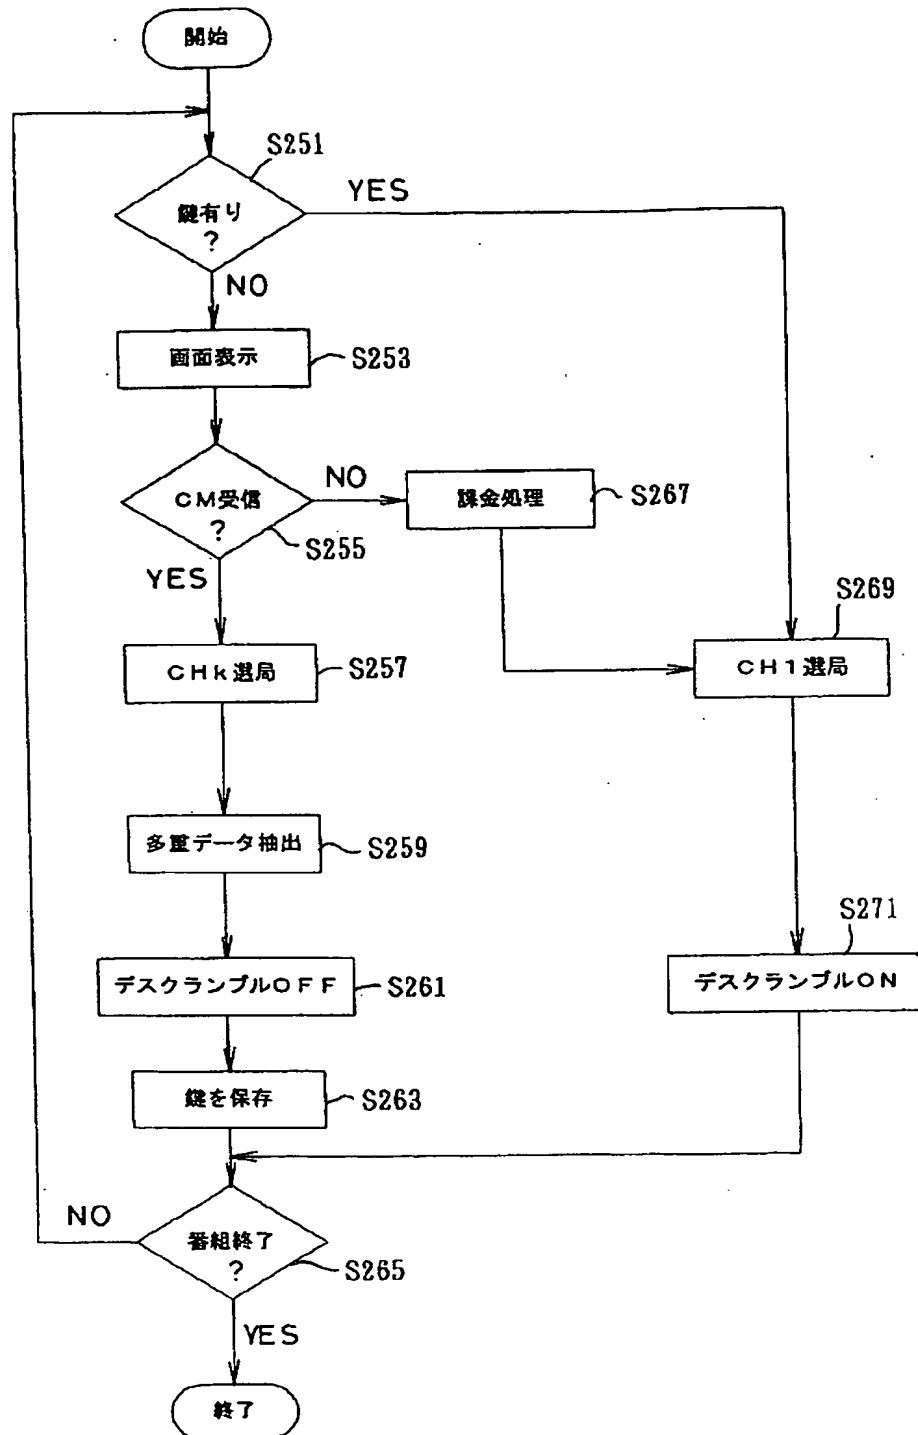 開始
S251
鍵有り
?
YES
NO
画面表示
S253
CM受信
?
S255
NO
課金処理
S267
YES
CHk選局
S257
S269
CH1選局
多重データ抽出
S259
S271
デスクランブルOFF
S261
デスクランブルON
鍵を保存
S263
番組終了
?
S265
NO
YES
終了